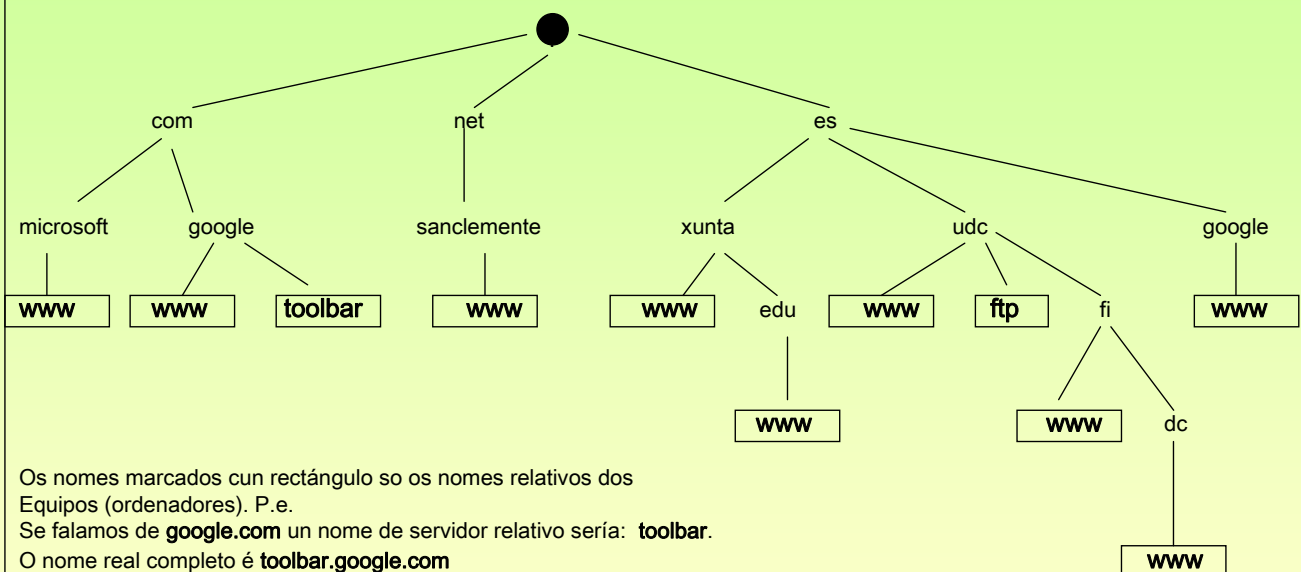 com net es
microsoft google sanclemente xunta udc google
www www toolbar www www edu www ftp fi www
www www dc
Os nomes marcados cun rectángulo so os nomes relativos dos
Equipos (ordenadores). P.e.
Se falamos de google.com un nome de servidor relativo sería: toolbar.
O nome real completo é toolbar.google.com
www